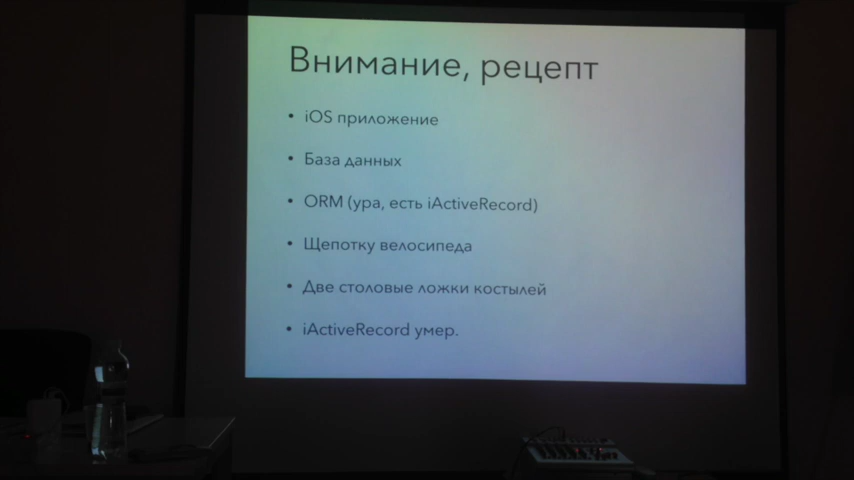 Внимание, рецепт
• iOS приложение
• База данных
• ORM (ура, есть iActiveRecord)
• Щепотку велосипеда
• Две столовые ложки костылей
• iActiveRecord умер.